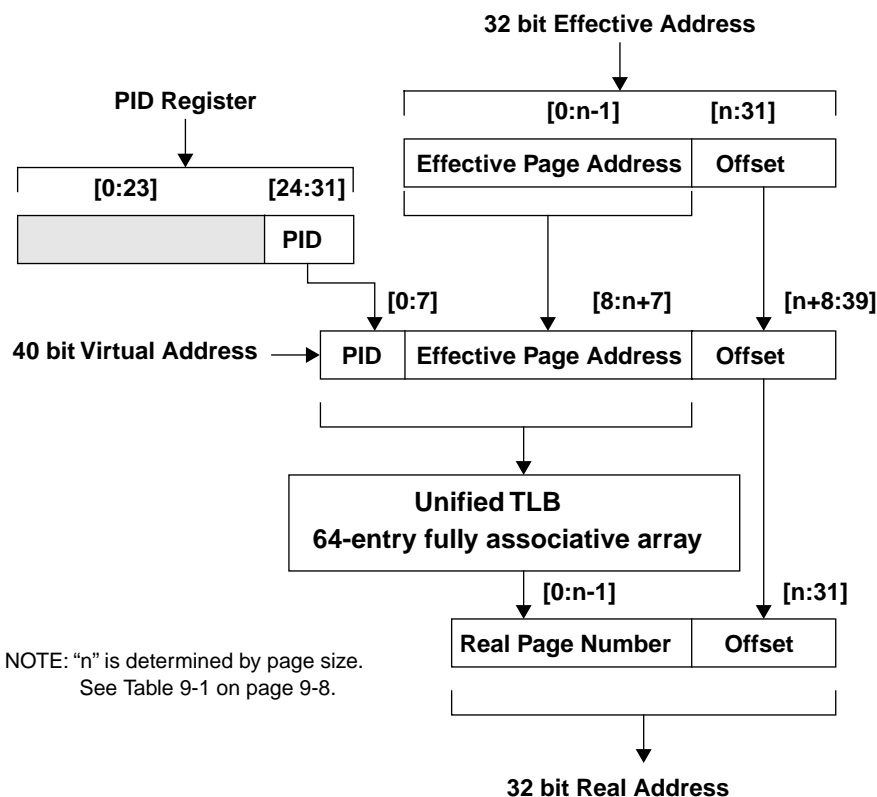 32 bit Effective Address
PID Register
[0:n-1] [n:31]
Effective Page Address Offset
[0:23] [24:31]
PID
[0:7] [8:n+7] [n+8:39]
40 bit Virtual Address PID Effective Page Address Offset
Unified TLB
64-entry fully associative array
[0:n-1] [n:31]
Real Page Number Offset
NOTE: “n” is determined by page size.
See Table 9-1 on page 9-8.
32 bit Real Address